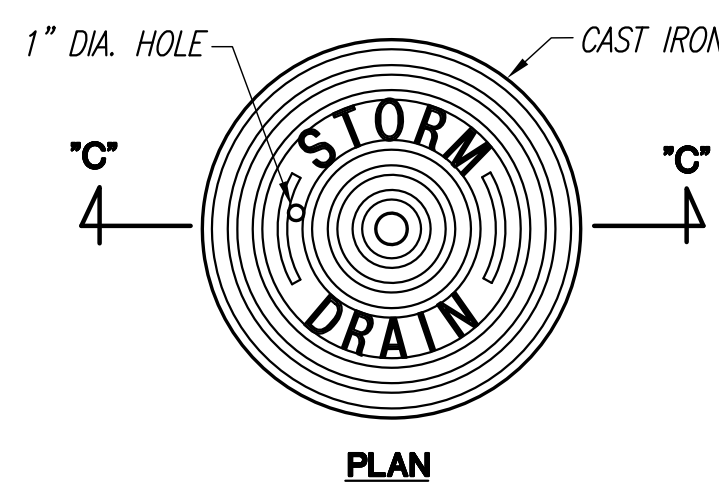 1" DIA. HOLE
CAST IRON
"C"
"C"
STORM
DRAIN
PLAN